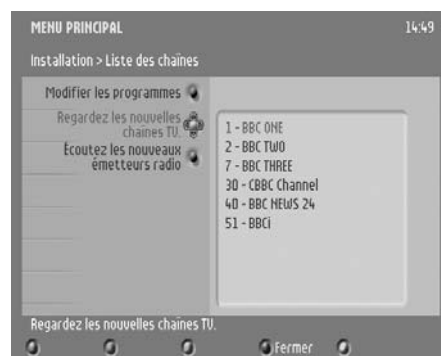 MENU PRINCIPAL 14:49
Installation > Liste des chaînes
Modifier les programmes
Regardez les nouvelles
chaînes TV.
Écoutez les nouveaux
émetteurs radio
1 - BBC ONE
2 - BBC TWO
7 - BBC THREE
30 - CBBC Channel
40 - BBC NEWS 24
51 - BBCi
Regardez les nouvelles chaînes TV.
Fermer